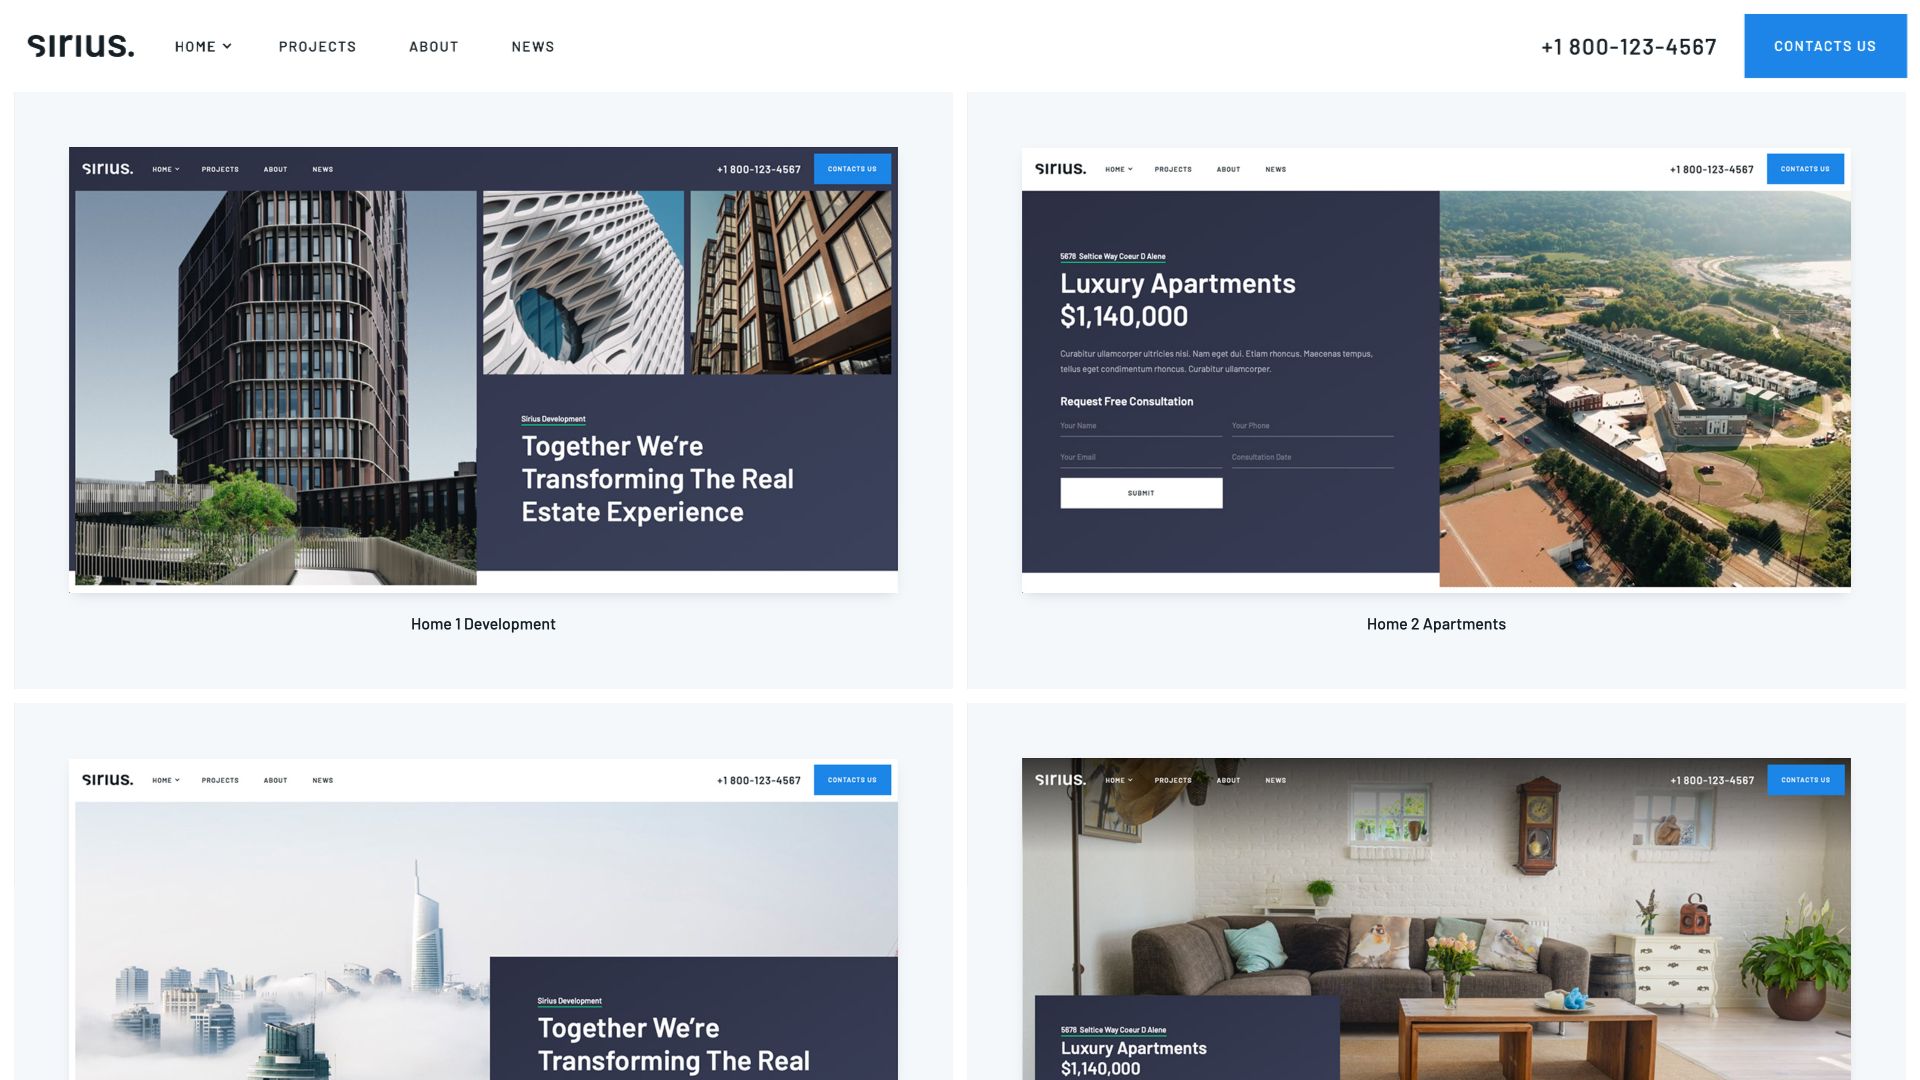 sirius.
HOME
PROJECTS
ABOUT
NEWS
+1 800-123-4567
CONTACTS US
sirius.
HOME
PROJECTS
ABOUT
NEWS
+1 800-123-4567
CONTACTS US
Sirius Development
Together We're
Transforming The Real
Estate Experience
Home 1 Development
sirius.
HOME
PROJECTS
ABOUT
NEWS
+1 800-123-4567
CONTACTS US
5678 Seltice Way Coeur D Alene
Luxury Apartments
$1,140,000
Curabitur ullamcorper ultricies nisi. Nam eget dui. Etiam rhoncus. Maecenas tempus,
tellus eget condimentum rhoncus. Curabitur ullamcorper.
Request Free Consultation
Your Name
Your Phone
Your Email
Consultation Date
SUBMIT
Home 2 Apartments
sirius.
HOME
PROJECTS
ABOUT
NEWS
+1 800-123-4567
CONTACTS US
Sirius Development
Together We're
Transforming The Real
sirius.
HOME
PROJECTS
ABOUT
NEWS
+1 800-123-4567
CONTACTS US
5678 Seltice Way Coeur D Alene
Luxury Apartments
$1,140,000